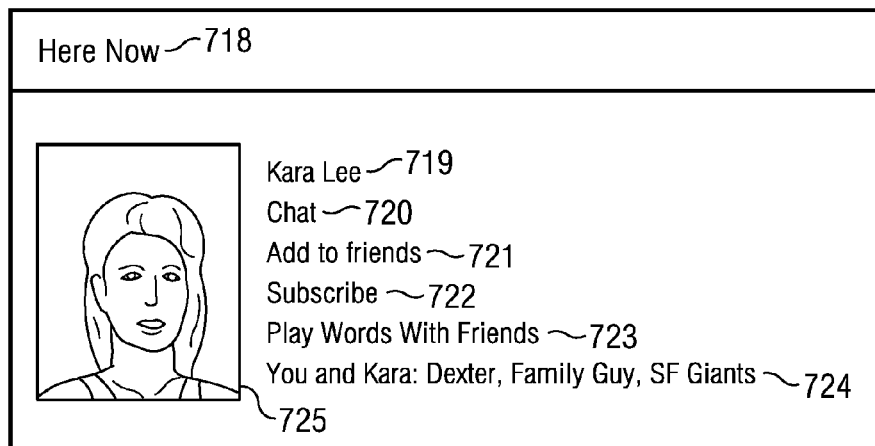 Here Now 718
Kara Lee 719
Chat 720
Add to friends 721
Subscribe 722
Play Words With Friends 723
You and Kara: Dexter, Family Guy, SF Giants 724
725